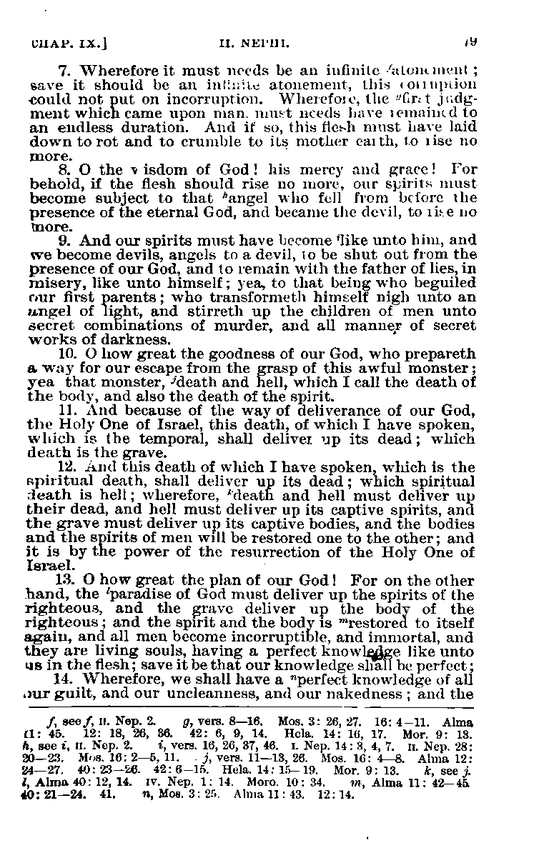 CHAP. IX.] II. NEPHI. 79
7. Wherefore it must needs be an infinite ᶠatonement ;
save it should be an infinite atonement, this corruption
could not put on incorruption. Wherefore, the ᵍfirst judg-
ment which came upon man, must needs have remained to
an endless duration. And if so, this flesh must have laid
down to rot and to crumble to its mother earth, to rise no
more.
8. O the wisdom of God! his mercy and grace! For
behold, if the flesh should rise no more, our spirits must
become subject to that ʰangel who fell from before the
presence of the eternal God, and became the devil, to rise no
more.
9. And our spirits must have become ⁱlike unto him, and
we become devils, angels to a devil, to be shut out from the
presence of our God, and to remain with the father of lies, in
misery, like unto himself ; yea, to that being who beguiled
our first parents ; who transformeth himself nigh unto an
angel of light, and stirreth up the children of men unto
secret combinations of murder, and all manner of secret
works of darkness.
10. O how great the goodness of our God, who prepareth
a way for our escape from the grasp of this awful monster ;
yea that monster, ʲdeath and hell, which I call the death of
the body, and also the death of the spirit.
11. And because of the way of deliverance of our God,
the Holy One of Israel, this death, of which I have spoken,
which is the temporal, shall deliver up its dead ; which
death is the grave.
12. And this death of which I have spoken, which is the
spiritual death, shall deliver up its dead ; which spiritual
death is hell ; wherefore, ᵏdeath and hell must deliver up
their dead, and hell must deliver up its captive spirits, and
the grave must deliver up its captive bodies, and the bodies
and the spirits of men will be restored one to the other ; and
it is by the power of the resurrection of the Holy One of
Israel.
13. O how great the plan of our God! For on the other
hand, the ˡparadise of God must deliver up the spirits of the
righteous, and the grave deliver up the body of the
righteous ; and the spirit and the body is ᵐrestored to itself
again, and all men become incorruptible, and immortal, and
they are living souls, having a perfect knowledge like unto
us in the flesh ; save it be that our knowledge shall be perfect ;
14. Wherefore, we shall have a ⁿperfect knowledge of all
our guilt, and our uncleanness, and our nakedness ; and the
f, see f, II. Nep. 2. g, vers. 8—16. Mos. 3: 26, 27. 16: 4–11. Alma
11: 45. 12: 18, 26, 36. 42: 6, 9, 14. Hela. 14: 16, 17. Mor. 9: 13.
h, see i, II. Nep. 2. i, vers. 16, 26, 37, 46. I. Nep. 14: 3, 4, 7. II. Nep. 28:
20—23. Mos. 16: 2—5, 11. j, vers. 11—13, 26. Mos. 16: 4—8. Alma 12:
24—27. 40: 23—26. 42: 6–15. Hela. 14: 15–19. Mor. 9: 13. k, see j.
l, Alma 40: 12, 14. IV. Nep. 1: 14. Moro. 10: 34. m, Alma 11: 42—45
40: 21—24. 41. n, Mos. 3: 25. Alma 11: 43. 12: 14.